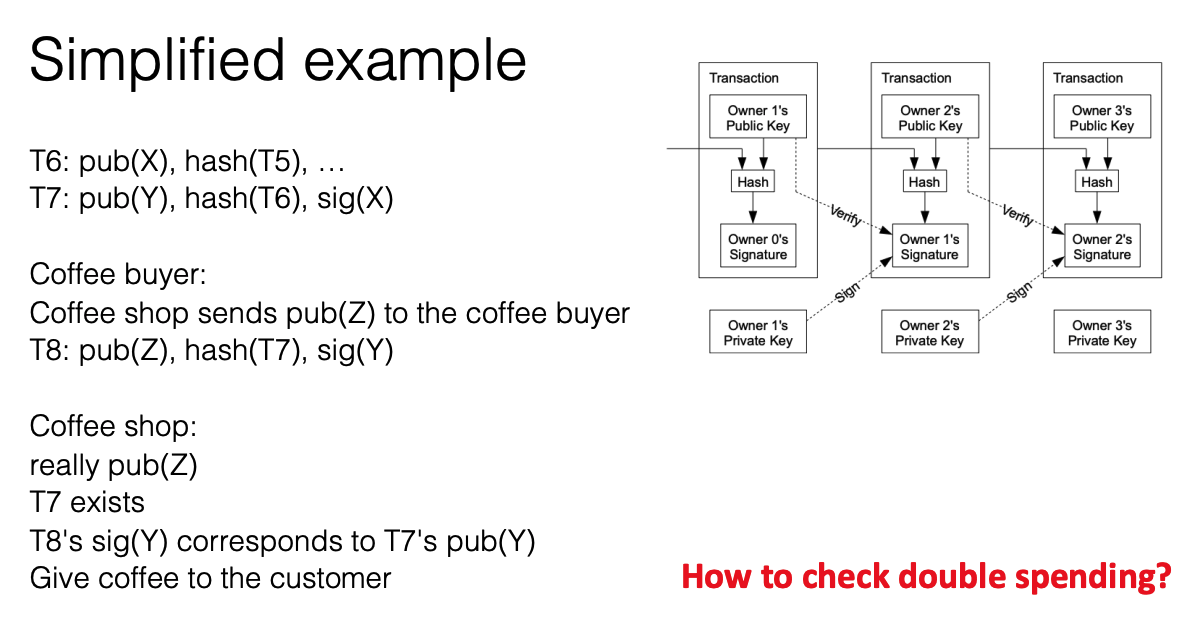 Simplified example
T6: pub(X), hash(T5), …
T7: pub(Y), hash(T6), sig(X)
Coffee buyer:
Coffee shop sends pub(Z) to the coffee buyer
T8: pub(Z), hash(T7), sig(Y)
Coffee shop:
really pub(Z)
T7 exists
T8's sig(Y) corresponds to T7's pub(Y)
Give coffee to the customer
Transaction
Owner 1's
Public Key
Hash
Owner 0's
Signature
Owner 1's
Private Key
Transaction
Owner 2's
Public Key
Hash
Verify
Owner 1's
Signature
Sign
Owner 2's
Private Key
Transaction
Owner 3's
Public Key
Hash
Verify
Owner 2's
Signature
Sign
Owner 3's
Private Key
How to check double spending?